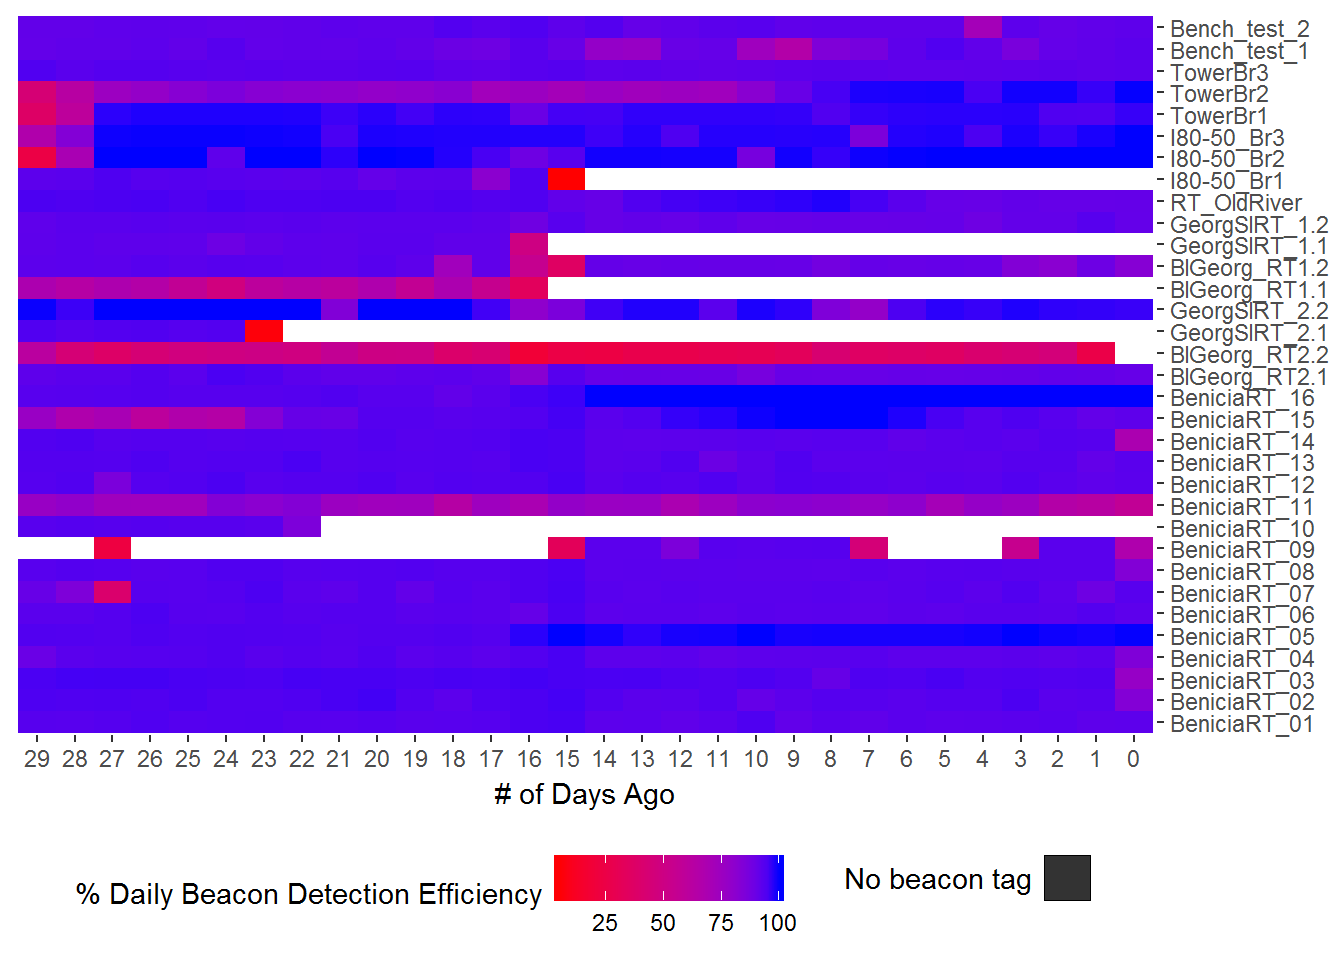 Bench_test_2
Bench_test_1
TowerBr3
TowerBr2
TowerBr1
I80-50_Br3
I80-50_Br2
I80-50_Br1
RT_OldRiver
GeorgSlRT_1.2
GeorgSlRT_1.1
BlGeorg_RT1.2
BlGeorg_RT1.1
GeorgSlRT_2.2
GeorgSlRT_2.1
BlGeorg_RT2.2
BlGeorg_RT2.1
BeniciaRT_16
BeniciaRT_15
BeniciaRT_14
BeniciaRT_13
BeniciaRT_12
BeniciaRT_11
BeniciaRT_10
BeniciaRT_09
BeniciaRT_08
BeniciaRT_07
BeniciaRT_06
BeniciaRT_05
BeniciaRT_04
BeniciaRT_03
BeniciaRT_02
BeniciaRT_01
29 28 27 26 25 24 23 22 21 20 19 18 17 16 15 14 13 12 11 10 9 8 7 6 5 4 3 2 1 0
# of Days Ago
% Daily Beacon Detection Efficiency
25 50 75 100
No beacon tag